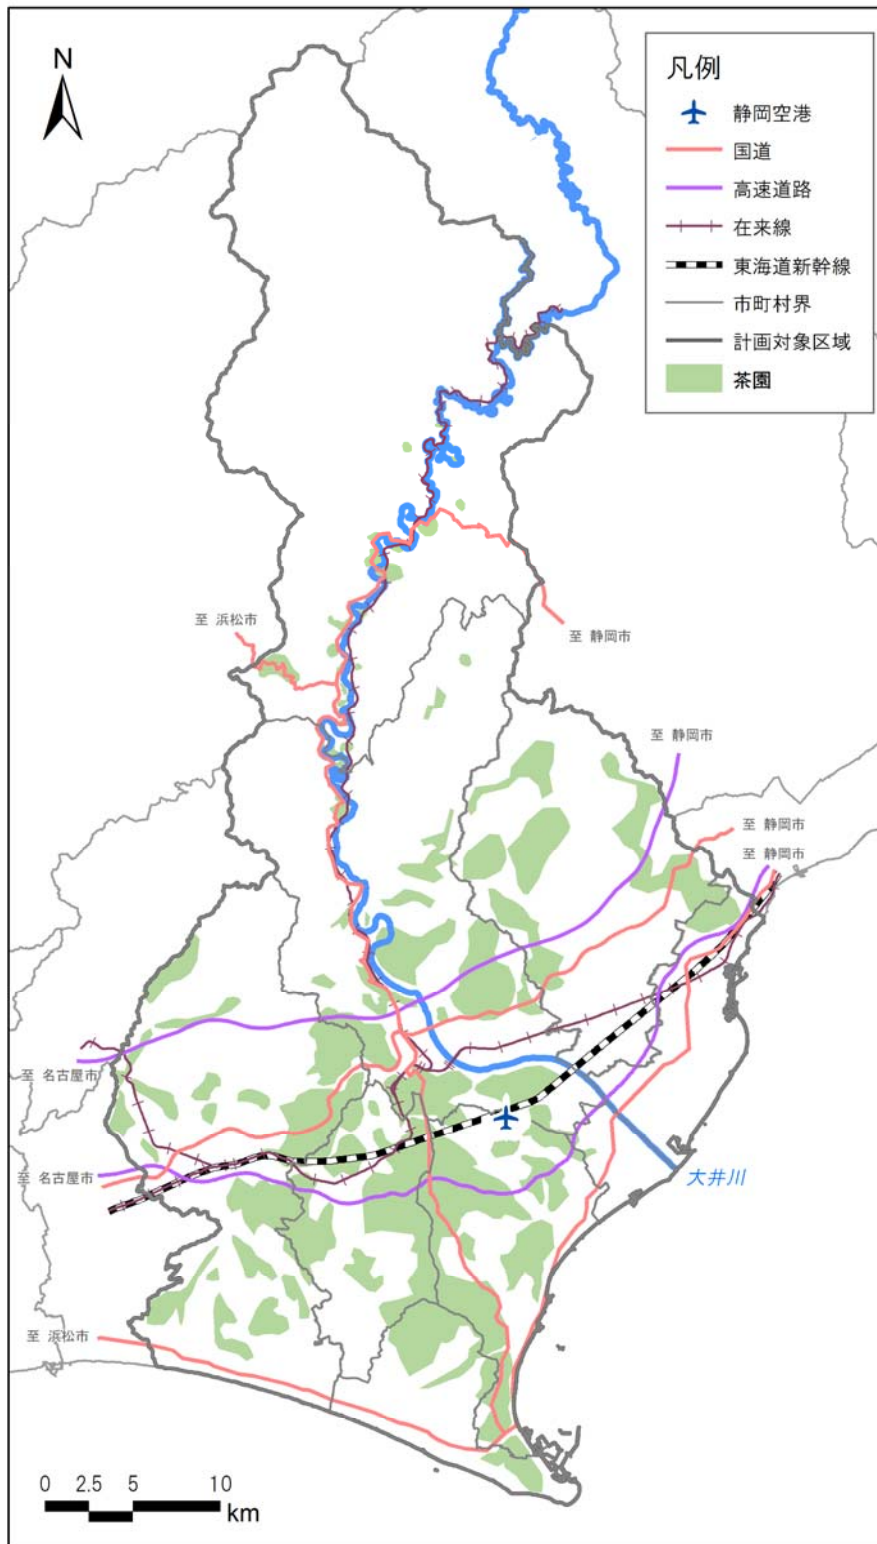 N
凡例
静岡空港
国道
高速道路
在来線
東海道新幹線
市町村界
計画対象区域
茶園
至 浜松市
至 静岡市
至 静岡市
至 静岡市
至 静岡市
至 名古屋市
至 名古屋市
大井川
至 浜松市
0 2.5 5 10
km